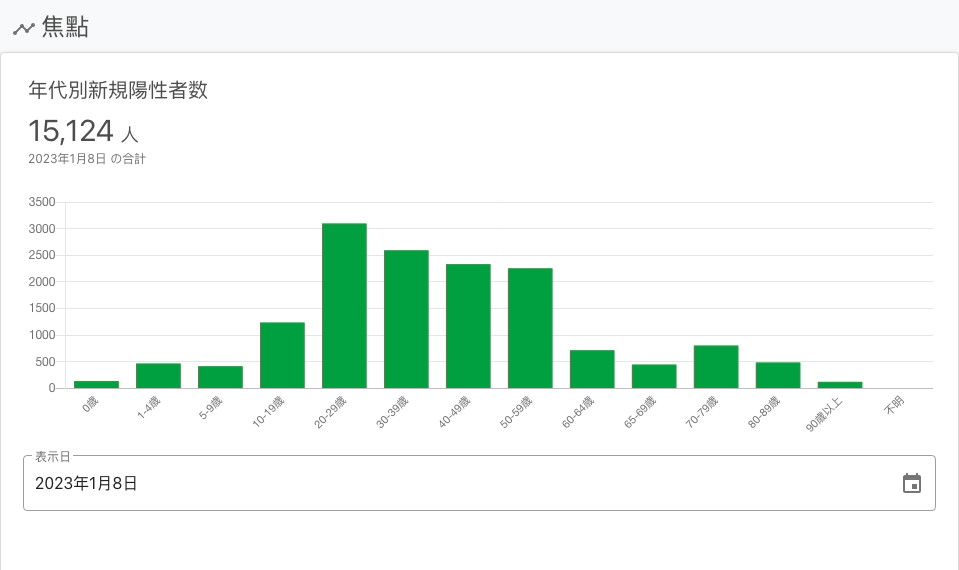 焦點
年代別新規陽性者数
15,124 人
2023年1月8日 の合計
3500
3000
2500
2000
1500
1000
500
0
0歳
1-4歳
5-9歳
10-19歳
20-29歳
30-39歳
40-49歳
50-59歳
60-64歳
65-69歳
70-79歳
80-89歳
90歳以上
不明
表示日
2023年1月8日